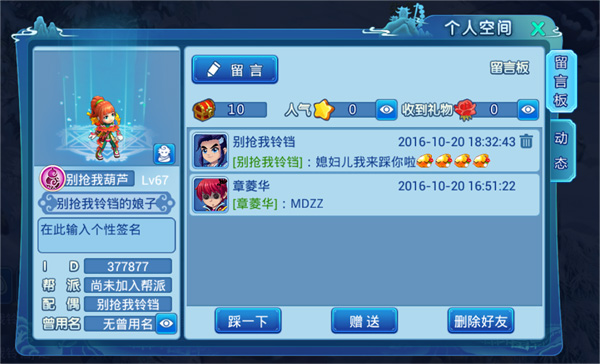 个人空间
留言
留言板
10
人气 0
收到礼物 0
别抢我铃铛 2016-10-20 18:32:43
[别抢我铃铛]：媳妇儿我来踩你啦
章菱华 2016-10-20 16:51:22
[章菱华]：MDZZ
别抢我葫芦 Lv67
别抢我铃铛的娘子
在此输入个性签名
ID 377877
帮派 尚未加入帮派
配偶 别抢我铃铛
曾用名 无曾用名
踩一下
赠送
删除好友
留言板
动态